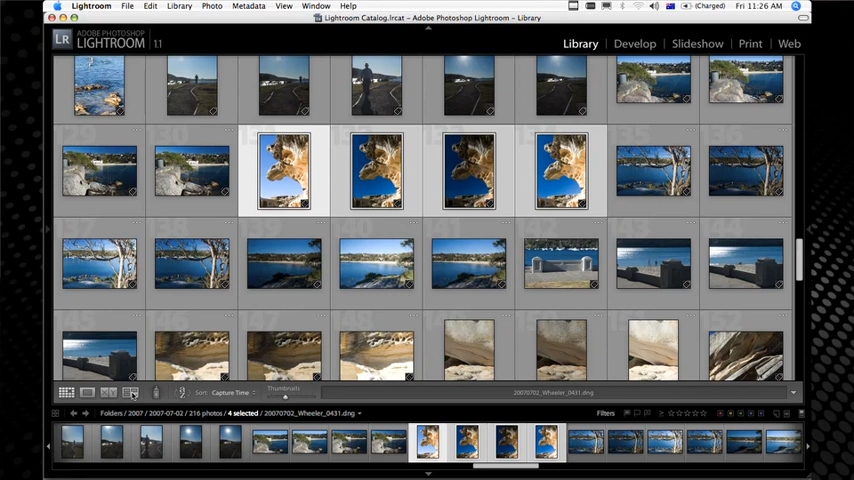 Lightroom File Edit Library Photo Metadata View Window Help (Charged) Fri 11:26 AM
Lightroom Catalog.lrcat - Adobe Photoshop Lightroom - Library
LR ADOBE PHOTOSHOP LIGHTROOM 1.1
Library Develop Slideshow Print Web
Sort Capture Time Thumbnails 20070702_Wheeler_0431.dng
Folders / 2007 / 2007-07-02 / 216 photos / 4 selected / 20070702_Wheeler_0431.dng Filters